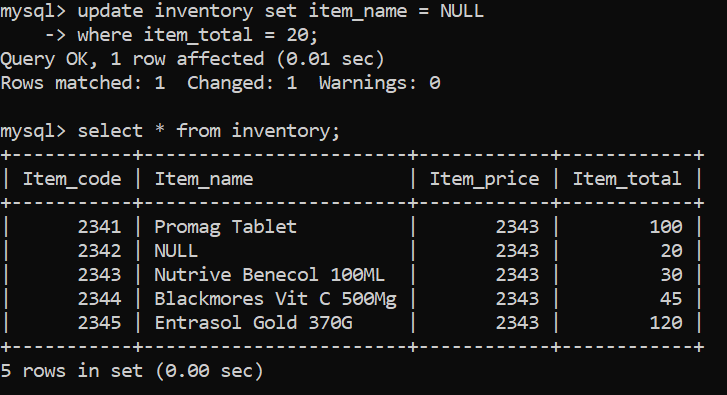 mysql> update inventory set item_name = NULL
    -> where item_total = 20;
Query OK, 1 row affected (0.01 sec)
Rows matched: 1  Changed: 1  Warnings: 0

mysql> select * from inventory;
+-----------+------------------------+------------+------------+
| Item_code | Item_name              | Item_price | Item_total |
+-----------+------------------------+------------+------------+
|      2341 | Promag Tablet          |       2343 |        100 |
|      2342 | NULL                   |       2343 |         20 |
|      2343 | Nutrive Benecol 100ML  |       2343 |         30 |
|      2344 | Blackmores Vit C 500Mg |       2343 |         45 |
|      2345 | Entrasol Gold 370G     |       2343 |        120 |
+-----------+------------------------+------------+------------+
5 rows in set (0.00 sec)